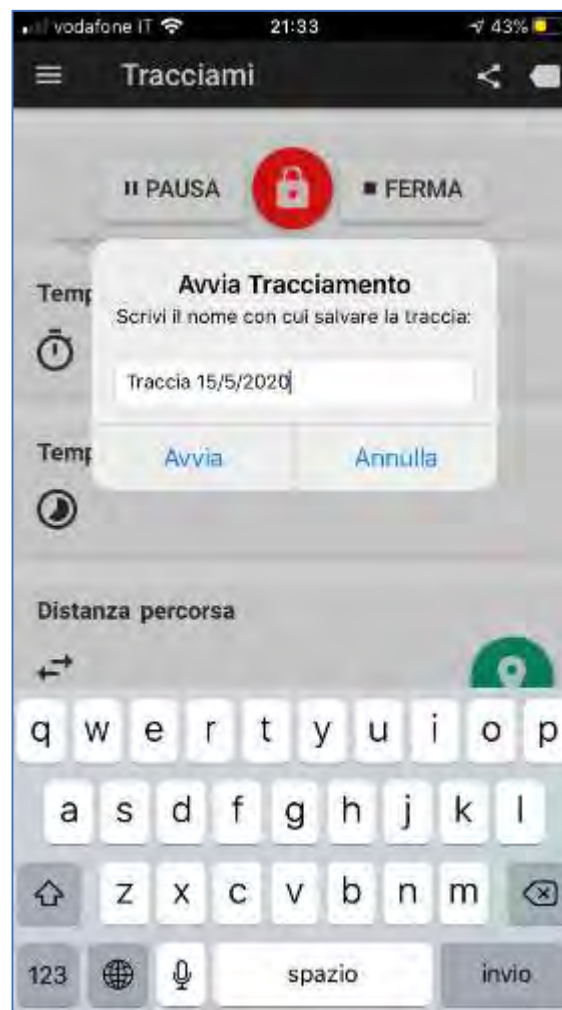 vodafone IT 21:33 43%
Tracciami
PAUSA FERMA
Avvia Tracciamento
Scrivi il nome con cui salvare la traccia:
Traccia 15/5/2020
Avvia Annulla
Distanza percorsa
q w e r t y u i o p
a s d f g h j k l
z x c v b n m
123 spazio invio